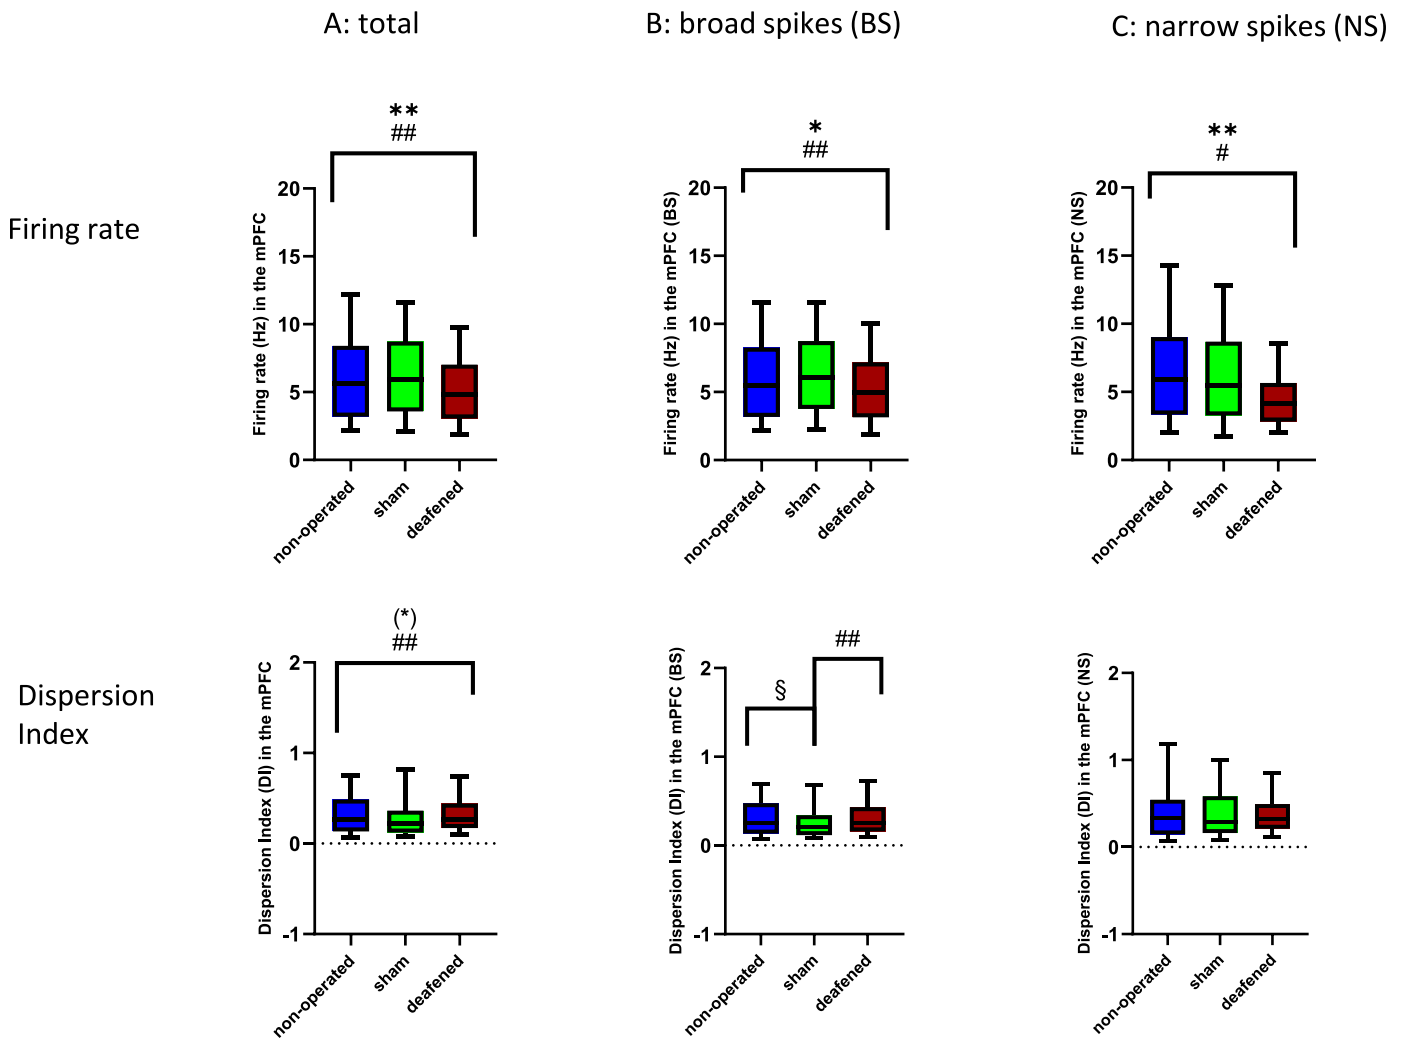 A: total
B: broad spikes (BS)
C: narrow spikes (NS)
Firing rate
**
##
Firing rate (Hz) in the mPFC
20
15
10
5
0
non-operated
sham
deafened
*
##
Firing rate (Hz) in the mPFC (BS)
20
15
10
5
0
non-operated
sham
deafened
**
#
Firing rate (Hz) in the mPFC (NS)
20
15
10
5
0
non-operated
sham
deafened
Dispersion
Index
(*)
##
Dispersion Index (DI) in the mPFC
2
1
0
-1
non-operated
sham
deafened
##
§
Dispersion Index (DI) in the mPFC (BS)
2
1
0
-1
non-operated
sham
deafened
Dispersion Index (DI) in the mPFC (NS)
2
1
0
-1
non-operated
sham
deafened